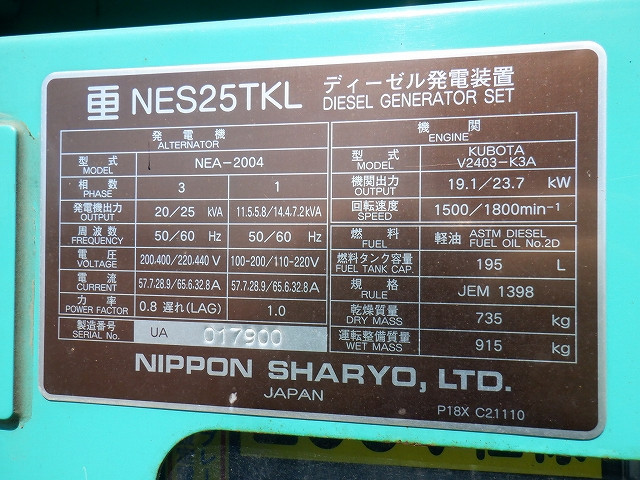 重 NES25TKL ディーゼル発電装置
DIESEL GENERATOR SET
発電機
ALTERNATOR
型式
MODEL
NEA-2004
相数
PHASE
3
1
発電機出力
OUTPUT
20/25 kVA
11.5,5.8/14.4,7.2kVA
周波数
FREQUENCY
50/60 Hz
50/60 Hz
電圧
VOLTAGE
200.400/220.440 V
100-200/110-220V
電流
CURRENT
57.7-28.9/65.6.32.8A
57.7-28.9/65.6.32.8A
力率
POWER FACTOR
0.8 遅れ(LAG)
1.0
製造番号
SERIAL No.
UA 017900
機関
ENGINE
型式
MODEL
KUBOTA
V2403-K3A
機関出力
OUTPUT
19.1/23.7 kW
回転速度
SPEED
1500/1800min-1
燃料
FUEL
軽油
ASTM DIESEL
FUEL OIL No.2D
燃料タンク容量
FUEL TANK CAP.
195 L
規格
RULE
JEM 1398
乾燥質量
DRY MASS
735 kg
運転整備質量
WET MASS
915 kg
NIPPON SHARYO, LTD.
JAPAN
P18X C2.1110